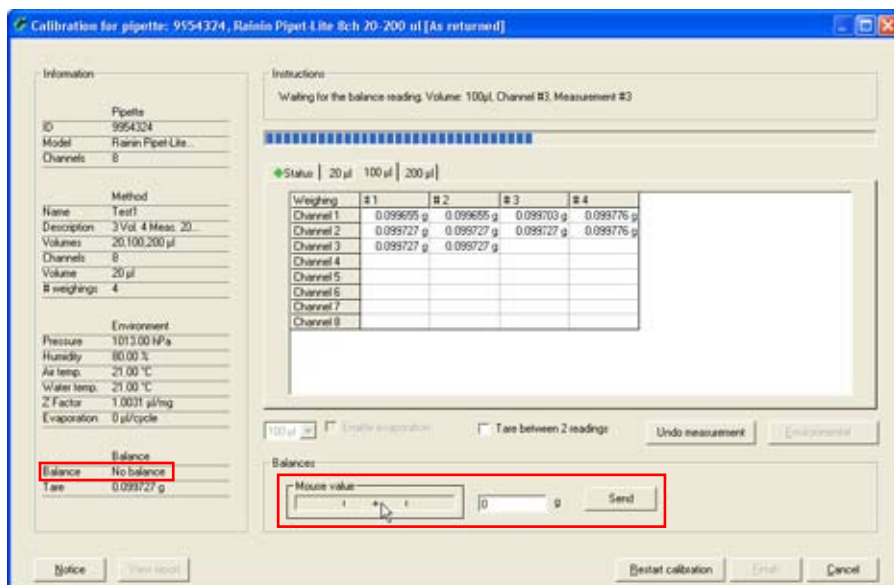 Calibration for pipette: 9954324, Rainin Pipet-Lite 8ch 20-200 ul [As returned]
Information
Pipette
ID 9954324
Model Rainin Pipet-Lite...
Channels 8
Method
Name Test1
Description 3 Vol. 4 Meas. 20...
Volumes 20,100,200 µl
Channels 8
Volume 20 µl
# weighings 4
Environment
Pressure 1013.00 hPa
Humidity 80.00 %
Air temp. 21.00 °C
Water temp. 21.00 °C
Z Factor 1.0031 µl/mg
Evaporation 0 µl/cycle
Balance
Balance No balance
Tare 0.099727 g
Instructions
Waiting for the balance reading. Volume: 100µl, Channel #3, Measurement #3
Status 20 µl 100 µl 200 µl
Weighing #1 #2 #3 #4
Channel 1 0.099655 g 0.099655 g 0.099703 g 0.099776 g
Channel 2 0.099727 g 0.099727 g 0.099727 g 0.099776 g
Channel 3 0.099727 g 0.099727 g
Channel 4
Channel 5
Channel 6
Channel 7
Channel 8
100 µl Enable evaporation Tare between 2 readings Undo measurement Environmental
Balances
Mouse value
0 g Send
Notice View report Restart calibration Finish Cancel